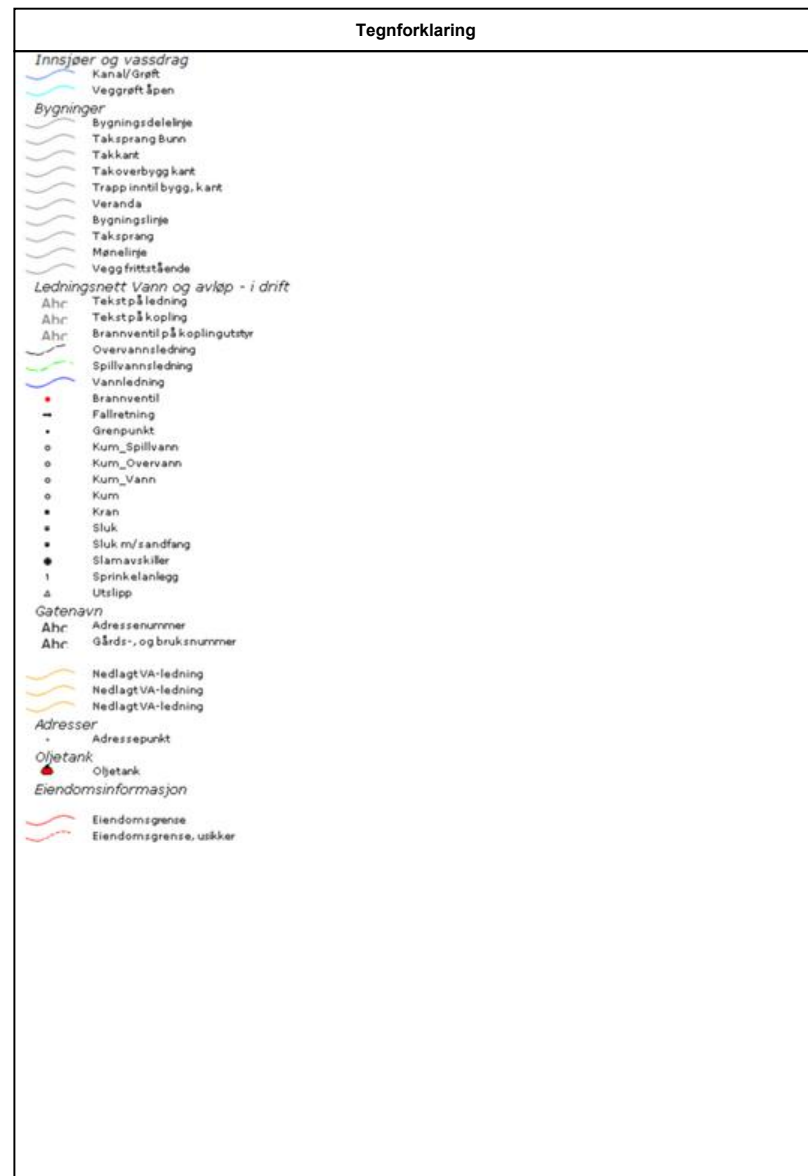 Tegnforklaring
Innsjøer og vassdrag
Kanal/Grøft
Veggrøft åpen
Bygninger
Bygningsdelelinje
Taksprang Bunn
Takkant
Takoverbygg kant
Trapp inntil bygg, kant
Veranda
Bygningslinje
Taksprang
Mønelinje
Vegg frittstående
Ledningsnett Vann og avløp - i drift
Abc Tekst på ledning
Abc Tekst på kopling
Abc Brannventil på koplingutstyr
Overvannsledning
Spillvannsledning
Vannledning
Brannventil
Fallretning
Grenpunkt
Kum_Spillvann
Kum_Overvann
Kum_Vann
Kum
Kran
Sluk
Sluk m/sandfang
Slamavskiller
1 Sprinkelanlegg
Utslipp
Gatenavn
Abc Adressenummer
Abc Gårds-, og bruksnummer
Nedlagt VA-ledning
Nedlagt VA-ledning
Nedlagt VA-ledning
Adresser
Adressepunkt
Oljetank
Oljetank
Eiendomsinformasjon
Eiendomsgrense
Eiendomsgrense, usikker